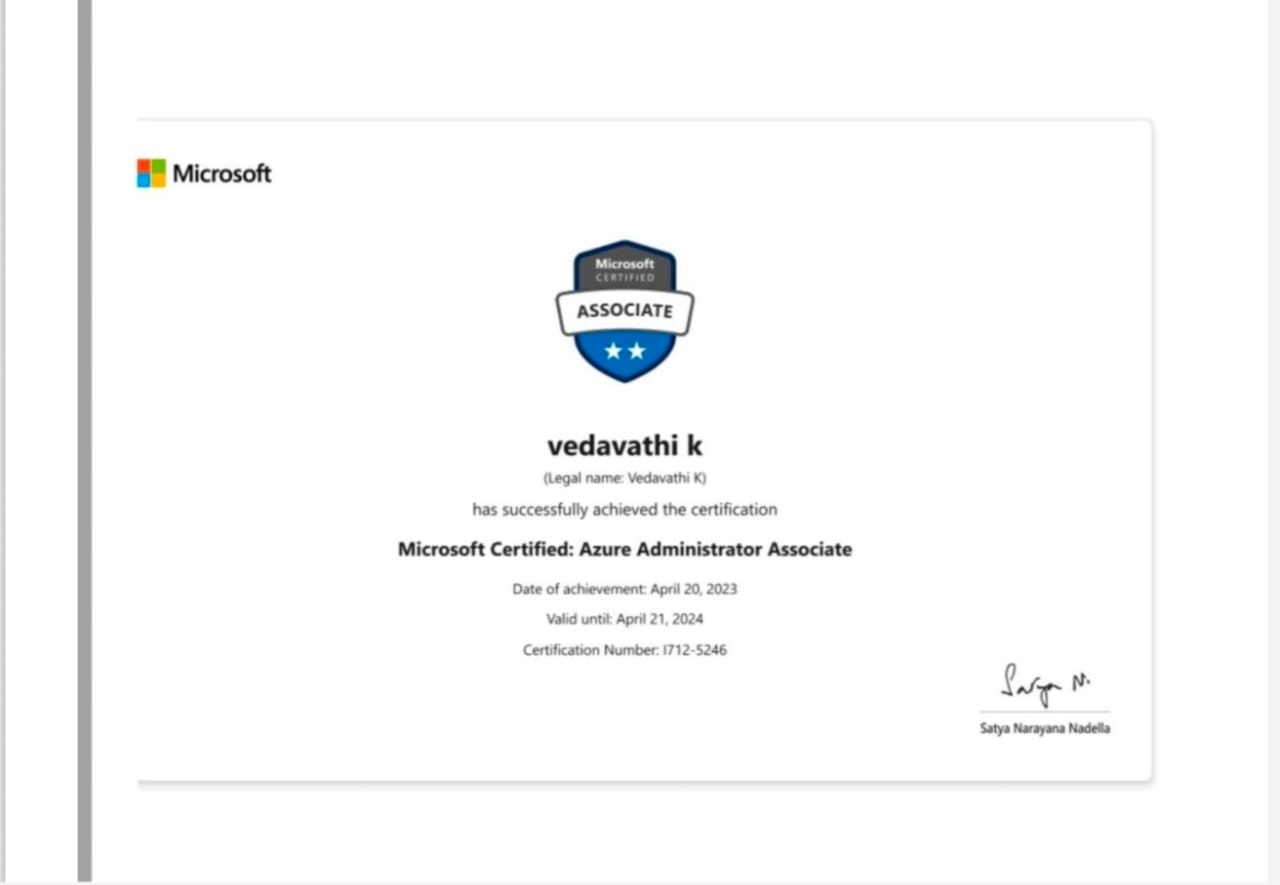 Microsoft
Microsoft
CERTIFIED
ASSOCIATE
vedavathi k
(Legal name: Vedavathi K)
has successfully achieved the certification
Microsoft Certified: Azure Administrator Associate
Date of achievement: April 20, 2023
Valid until: April 21, 2024
Certification Number: I712-5246
Satya N.
Satya Narayana Nadella